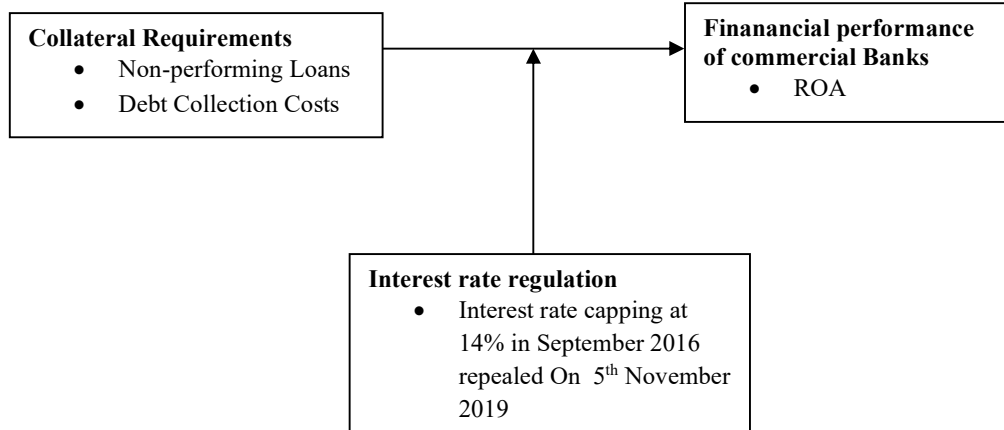 Collateral Requirements
• Non-performing Loans
• Debt Collection Costs
Finanancial performance
of commercial Banks
• ROA
Interest rate regulation
• Interest rate capping at
14% in September 2016
repealed On 5th November
2019